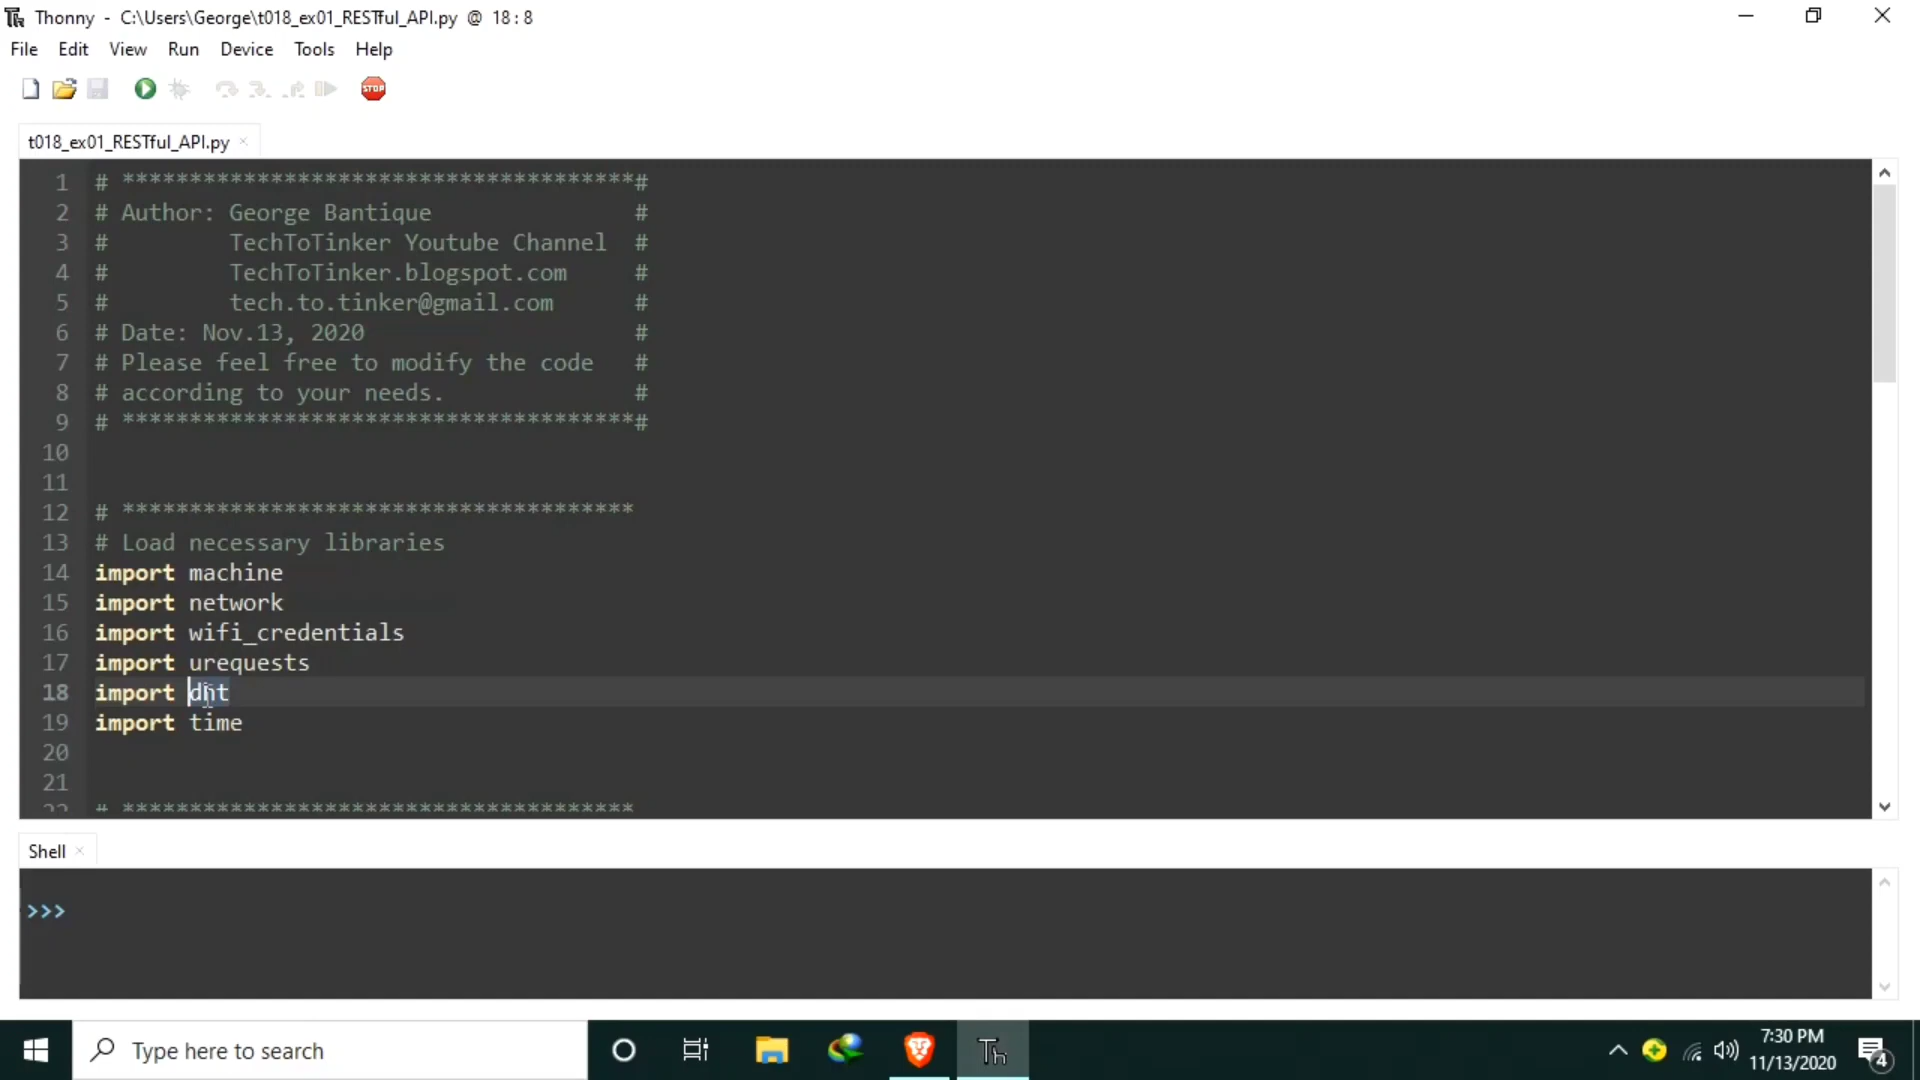 Thonny - C:\Users\George\t018_ex01_RESTful_API.py @ 18 : 8
File Edit View Run Device Tools Help
STOP
t018_ex01_RESTful_API.py ×
1 # **************************************#
2 # Author: George Bantique #
3 # TechToTinker Youtube Channel #
4 # TechToTinker.blogspot.com #
5 # tech.to.tinker@gmail.com #
6 # Date: Nov.13, 2020 #
7 # Please feel free to modify the code #
8 # according to your needs. #
9 # **************************************#
10
11
12 # **************************************
13 # Load necessary libraries
14 import machine
15 import network
16 import wifi_credentials
17 import urequests
18 import dht
19 import time
20
21
22 # **************************************
Shell ×
>>>
Type here to search
Th
7:30 PM
11/13/2020
4